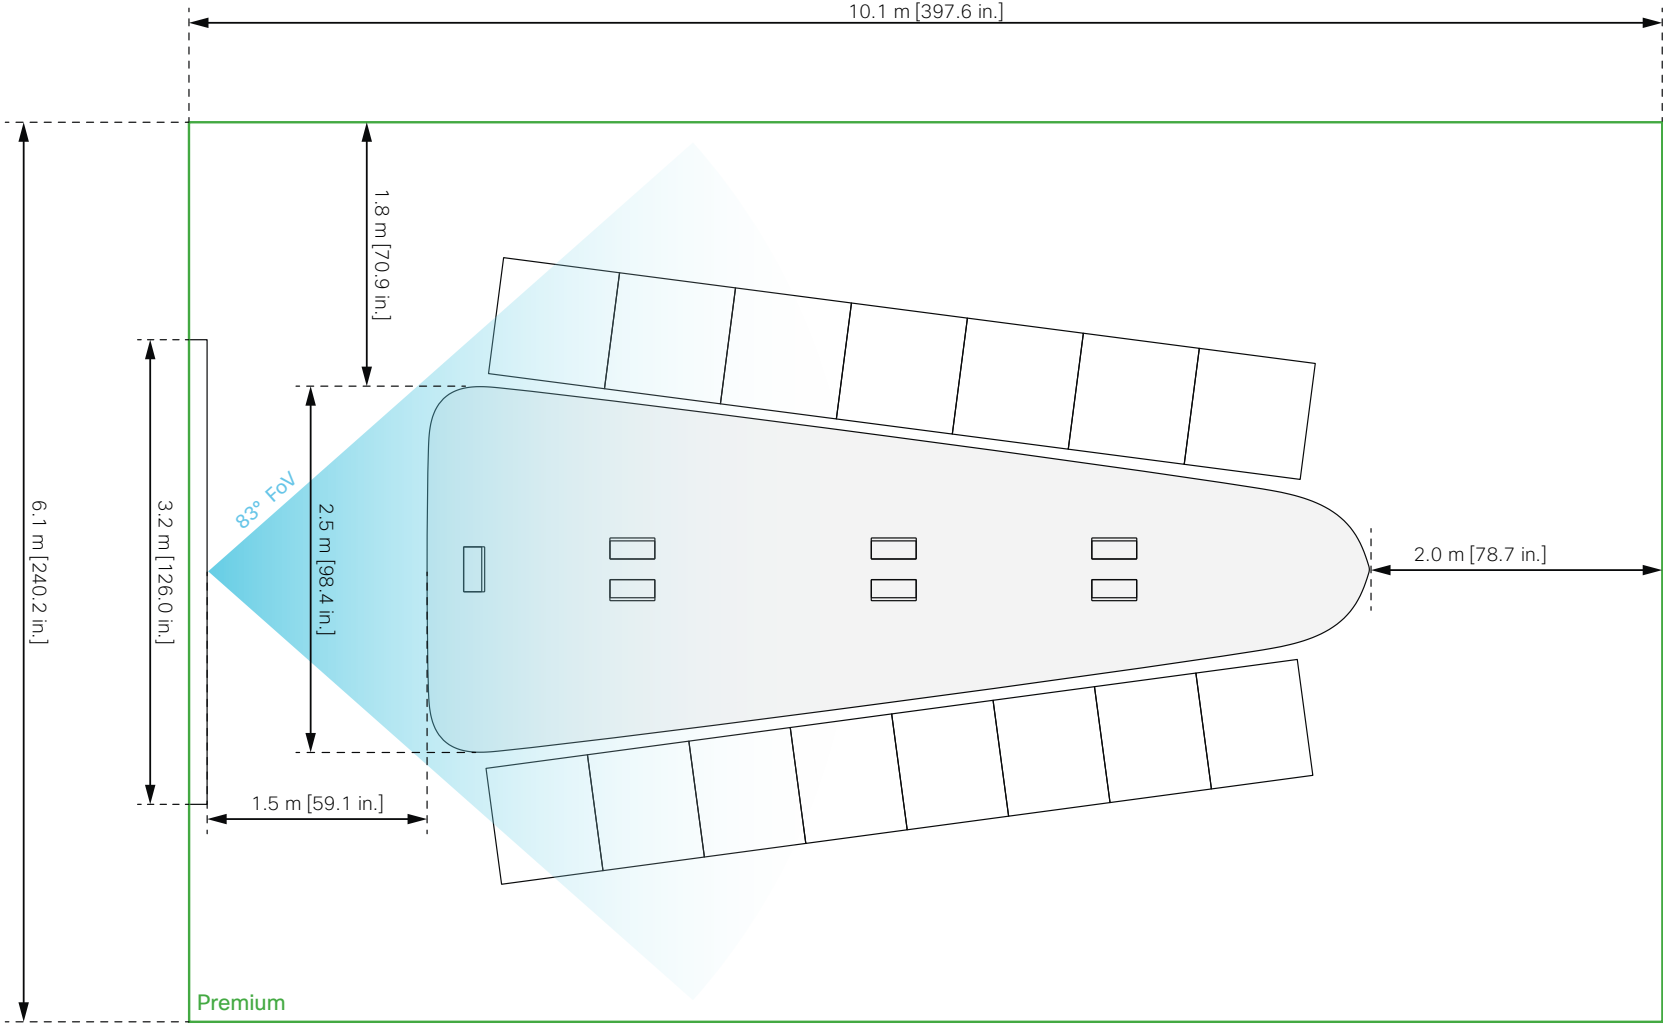 10.1 m [397.6 in.]
1.8 m [70.9 in.]
83° FoV
6.1 m [240.2 in.]
3.2 m [126.0 in.]
2.5 m [98.4 in.]
2.0 m [78.7 in.]
1.5 m [59.1 in.]
Premium